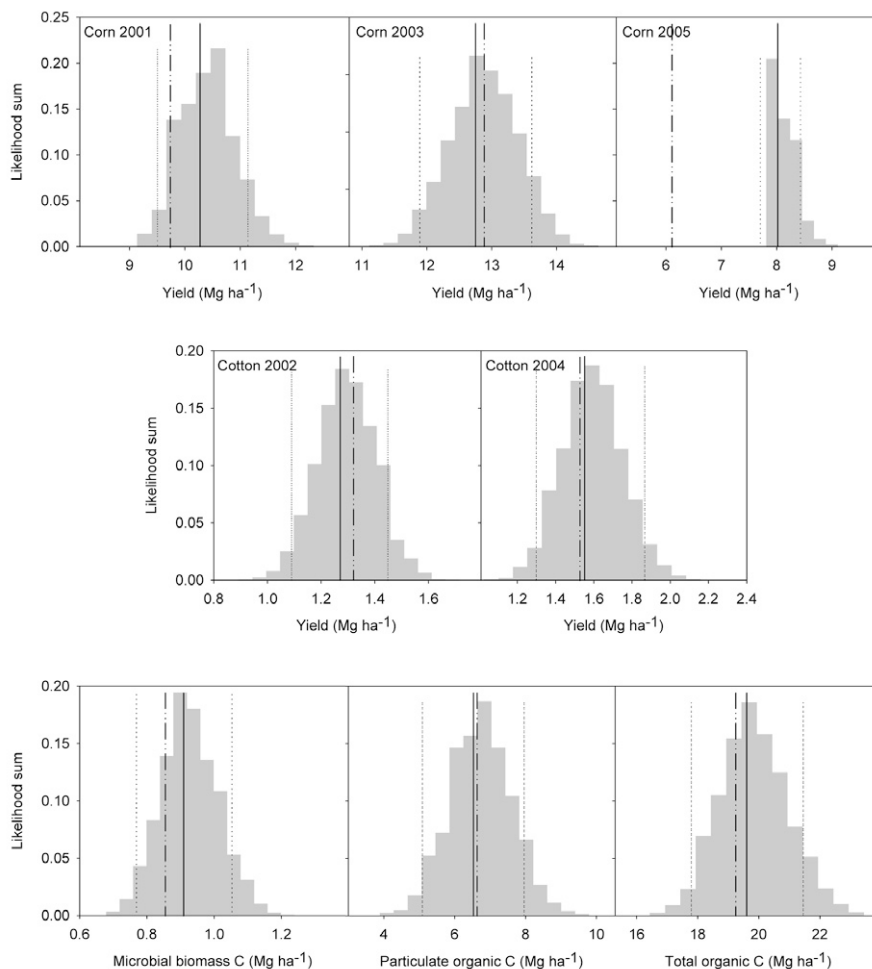 Corn 2001 Corn 2003 Corn 2005
0.25
0.20
0.15
0.10
0.05
0.00
Likelihood sum
9 10 11 12 11 12 13 14 6 7 8 9
Yield (Mg ha-1) Yield (Mg ha-1) Yield (Mg ha-1)
Cotton 2002 Cotton 2004
0.20
0.15
0.10
0.05
0.00
Likelihood sum
0.8 1.0 1.2 1.4 1.6 1.2 1.4 1.6 1.8 2.0 2.2 2.4
Yield (Mg ha-1) Yield (Mg ha-1)
0.20
0.15
0.10
0.05
0.00
Likelihood sum
0.6 0.8 1.0 1.2 4 6 8 10 16 18 20 22
Microbial biomass C (Mg ha-1) Particulate organic C (Mg ha-1) Total organic C (Mg ha-1)